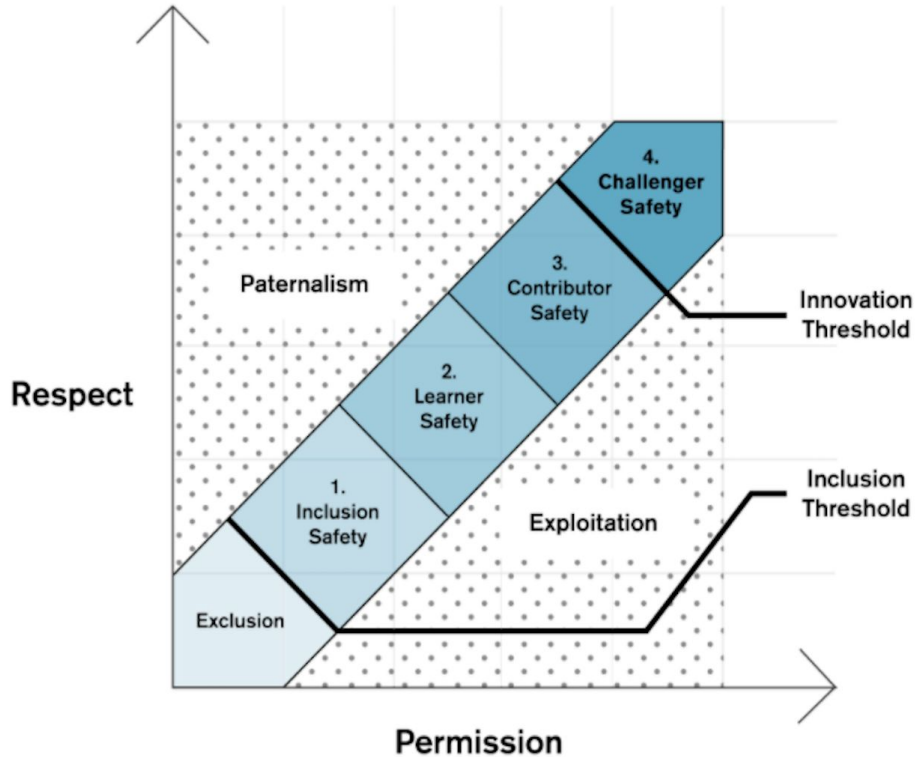 4.
Challenger
Safety
3.
Contributor
Safety
Paternalism
Innovation
Threshold
2.
Learner
Safety
Respect
1.
Inclusion
Safety
Inclusion
Threshold
Exploitation
Exclusion
Permission